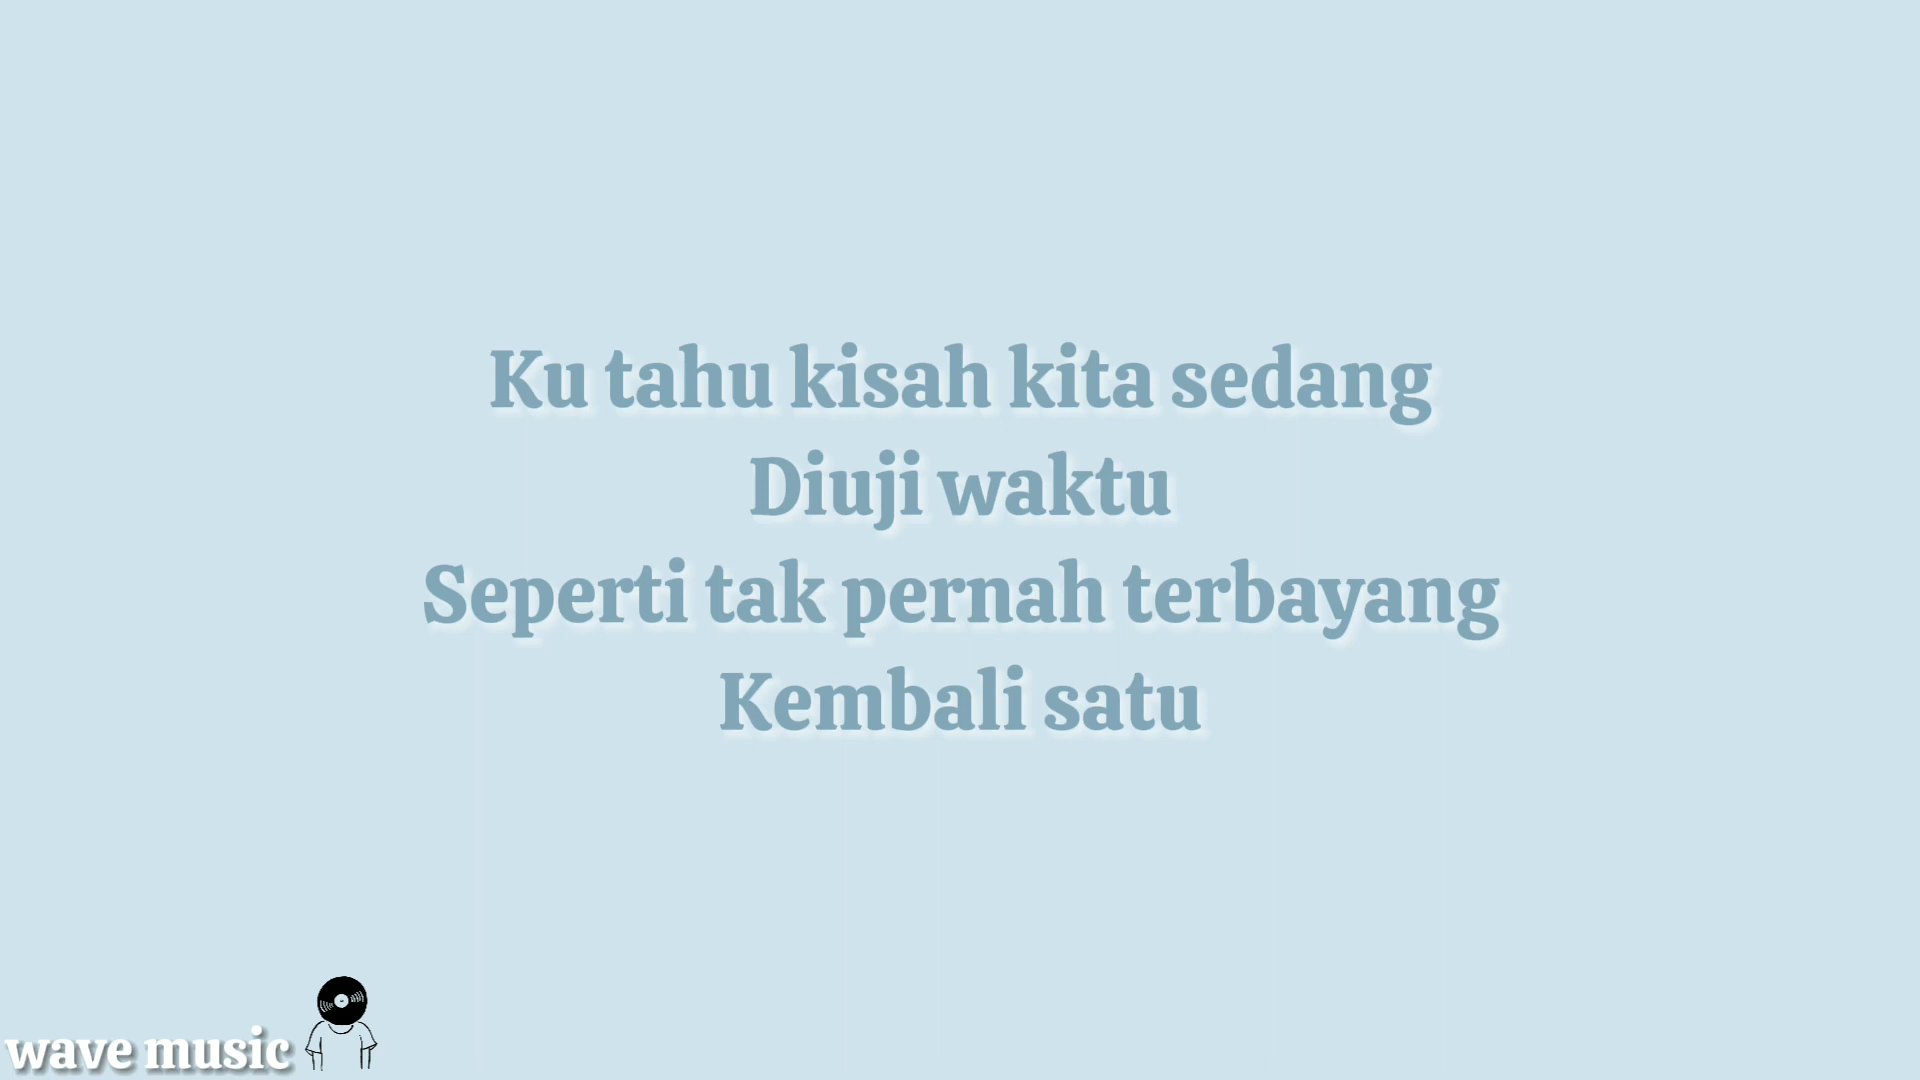 Ku tahu kisah kita sedang
Diuji waktu
Seperti tak pernah terbayang
Kembali satu
wave music